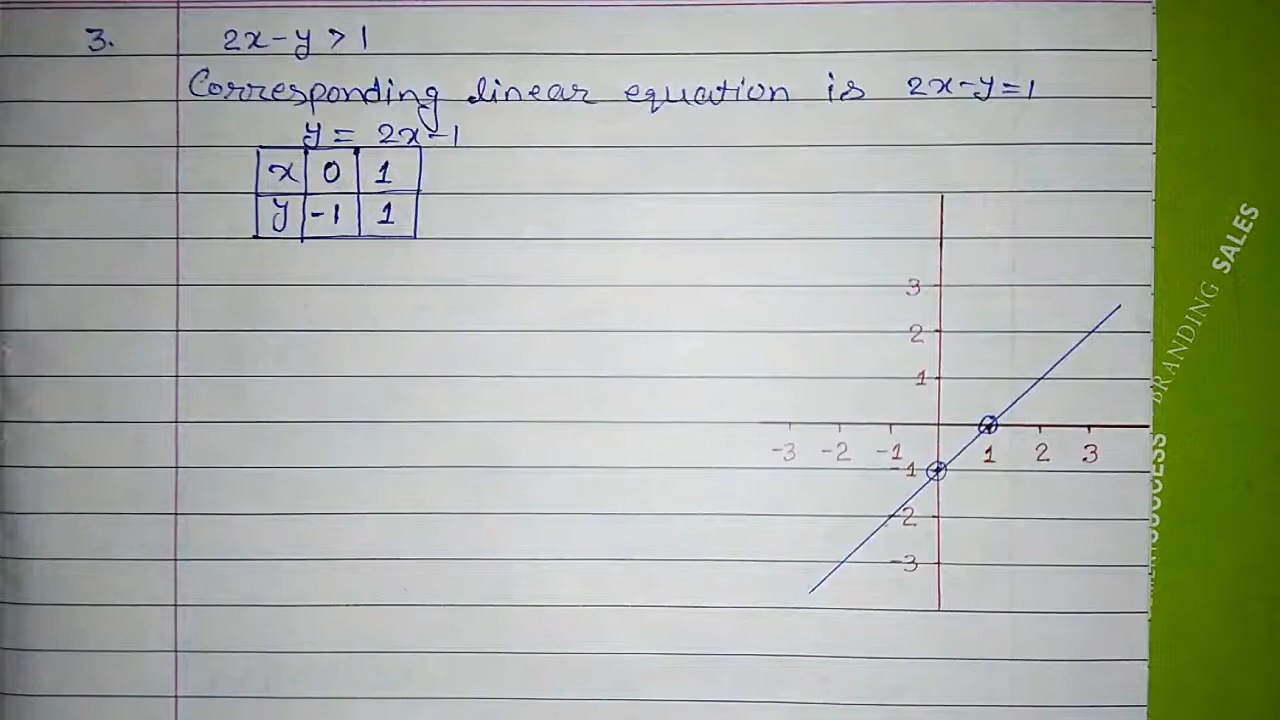 3. 2x-y > 1
Corresponding linear equation is 2x-y=1
y = 2x-1
x 0 1
y -1 1
3
2
1
-3 -2 -1 1 2 3
-1
-2
-3
BRANDING SALES
SUCCESS